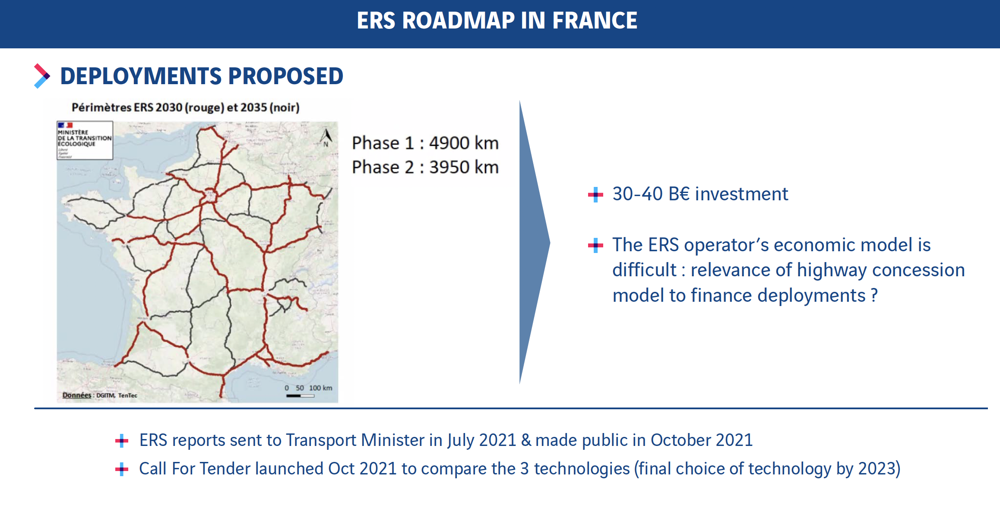 ERS ROADMAP IN FRANCE
DEPLOYMENTS PROPOSED
Périmètres ERS 2030 (rouge) et 2035 (noir)
MINISTÈRE
DE LA TRANSITION
ÉCOLOGIQUE
Liberté
Égalité
Fraternité
N
Phase 1 : 4900 km
Phase 2 : 3950 km
0 50 100 km
Données : DGITM, TenTec
30-40 B€ investment
The ERS operator’s economic model is
difficult : relevance of highway concession
model to finance deployments ?
ERS reports sent to Transport Minister in July 2021 & made public in October 2021
Call For Tender launched Oct 2021 to compare the 3 technologies (final choice of technology by 2023)